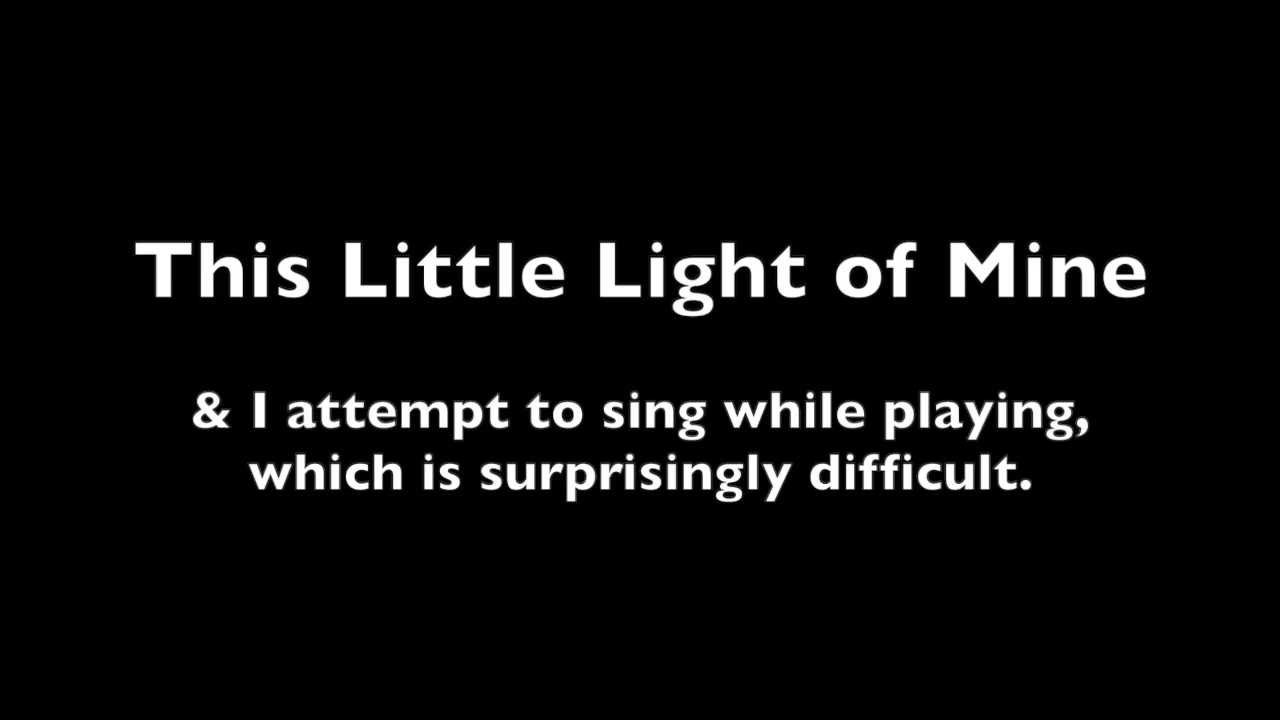 This Little Light of Mine
& I attempt to sing while playing,
which is surprisingly difficult.